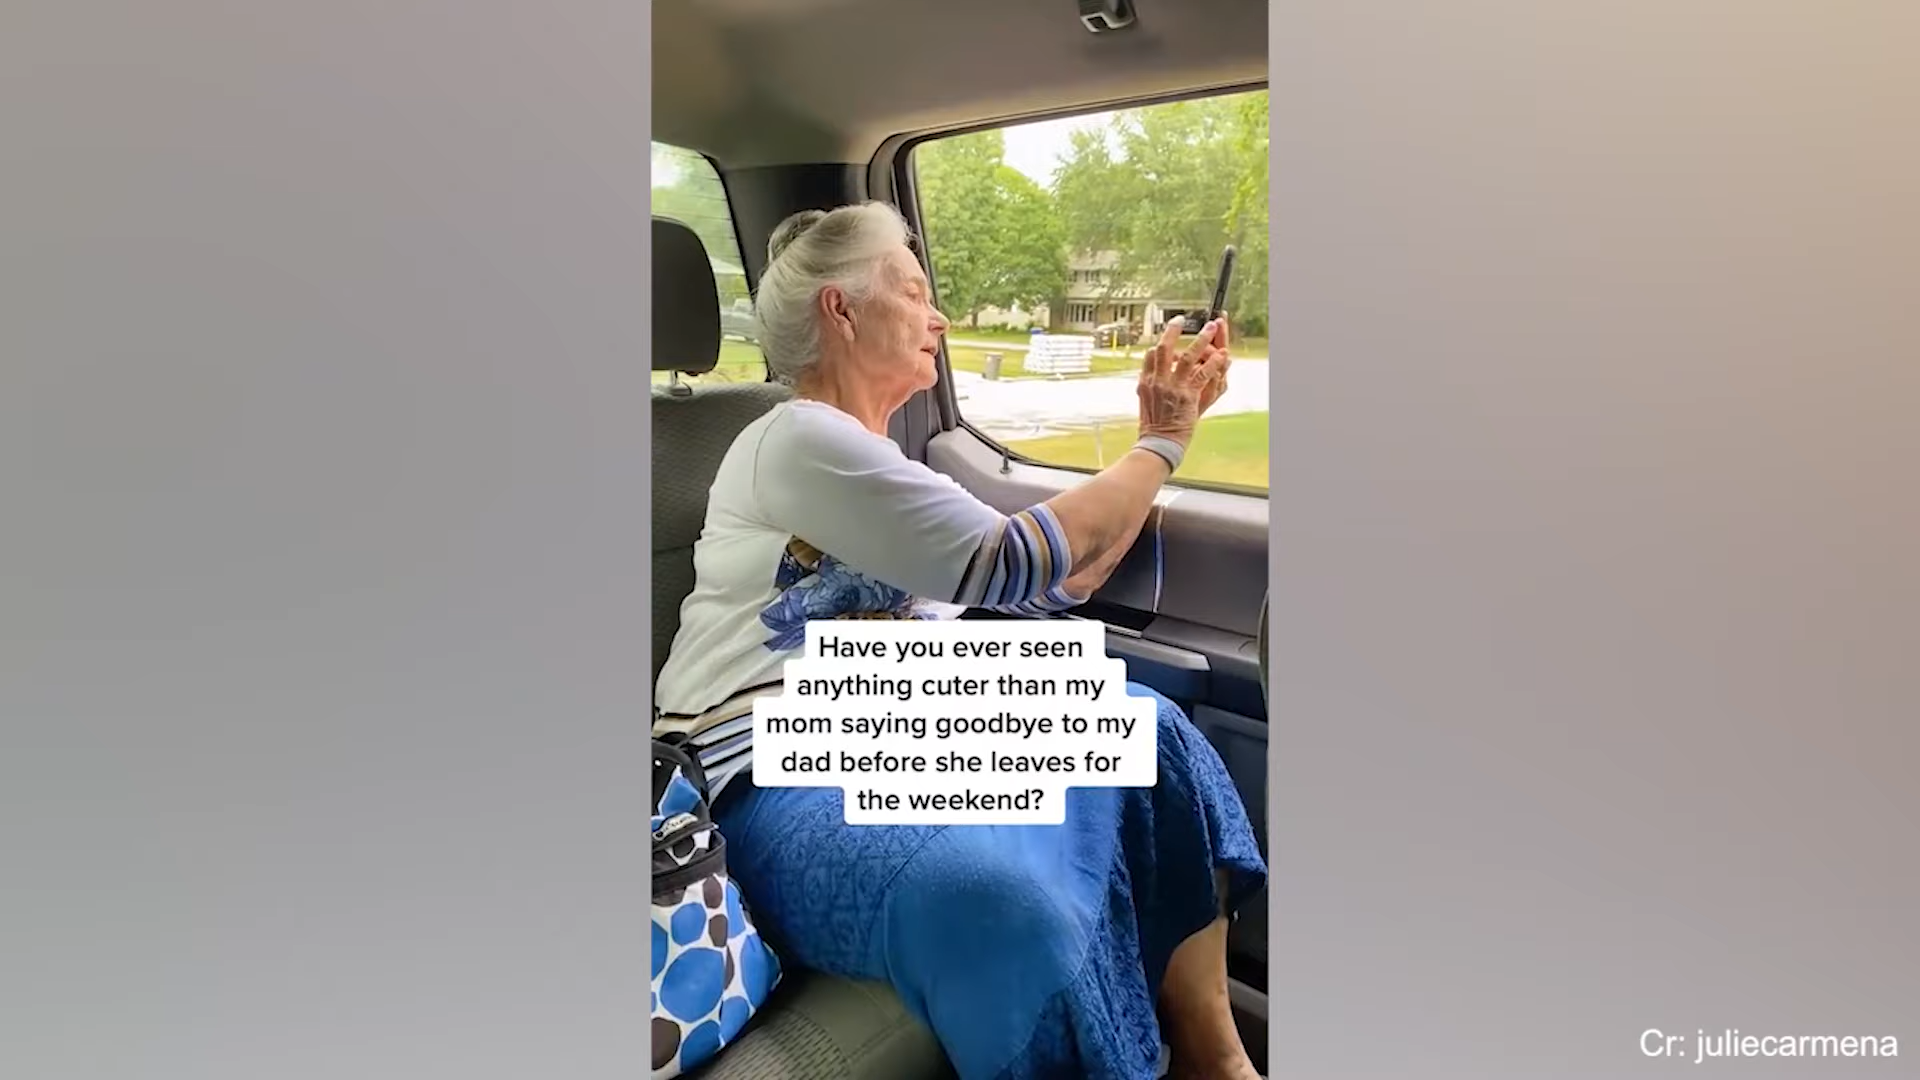 Have you ever seen
anything cuter than my
mom saying goodbye to my
dad before she leaves for
the weekend?
Cr: juliecarmena